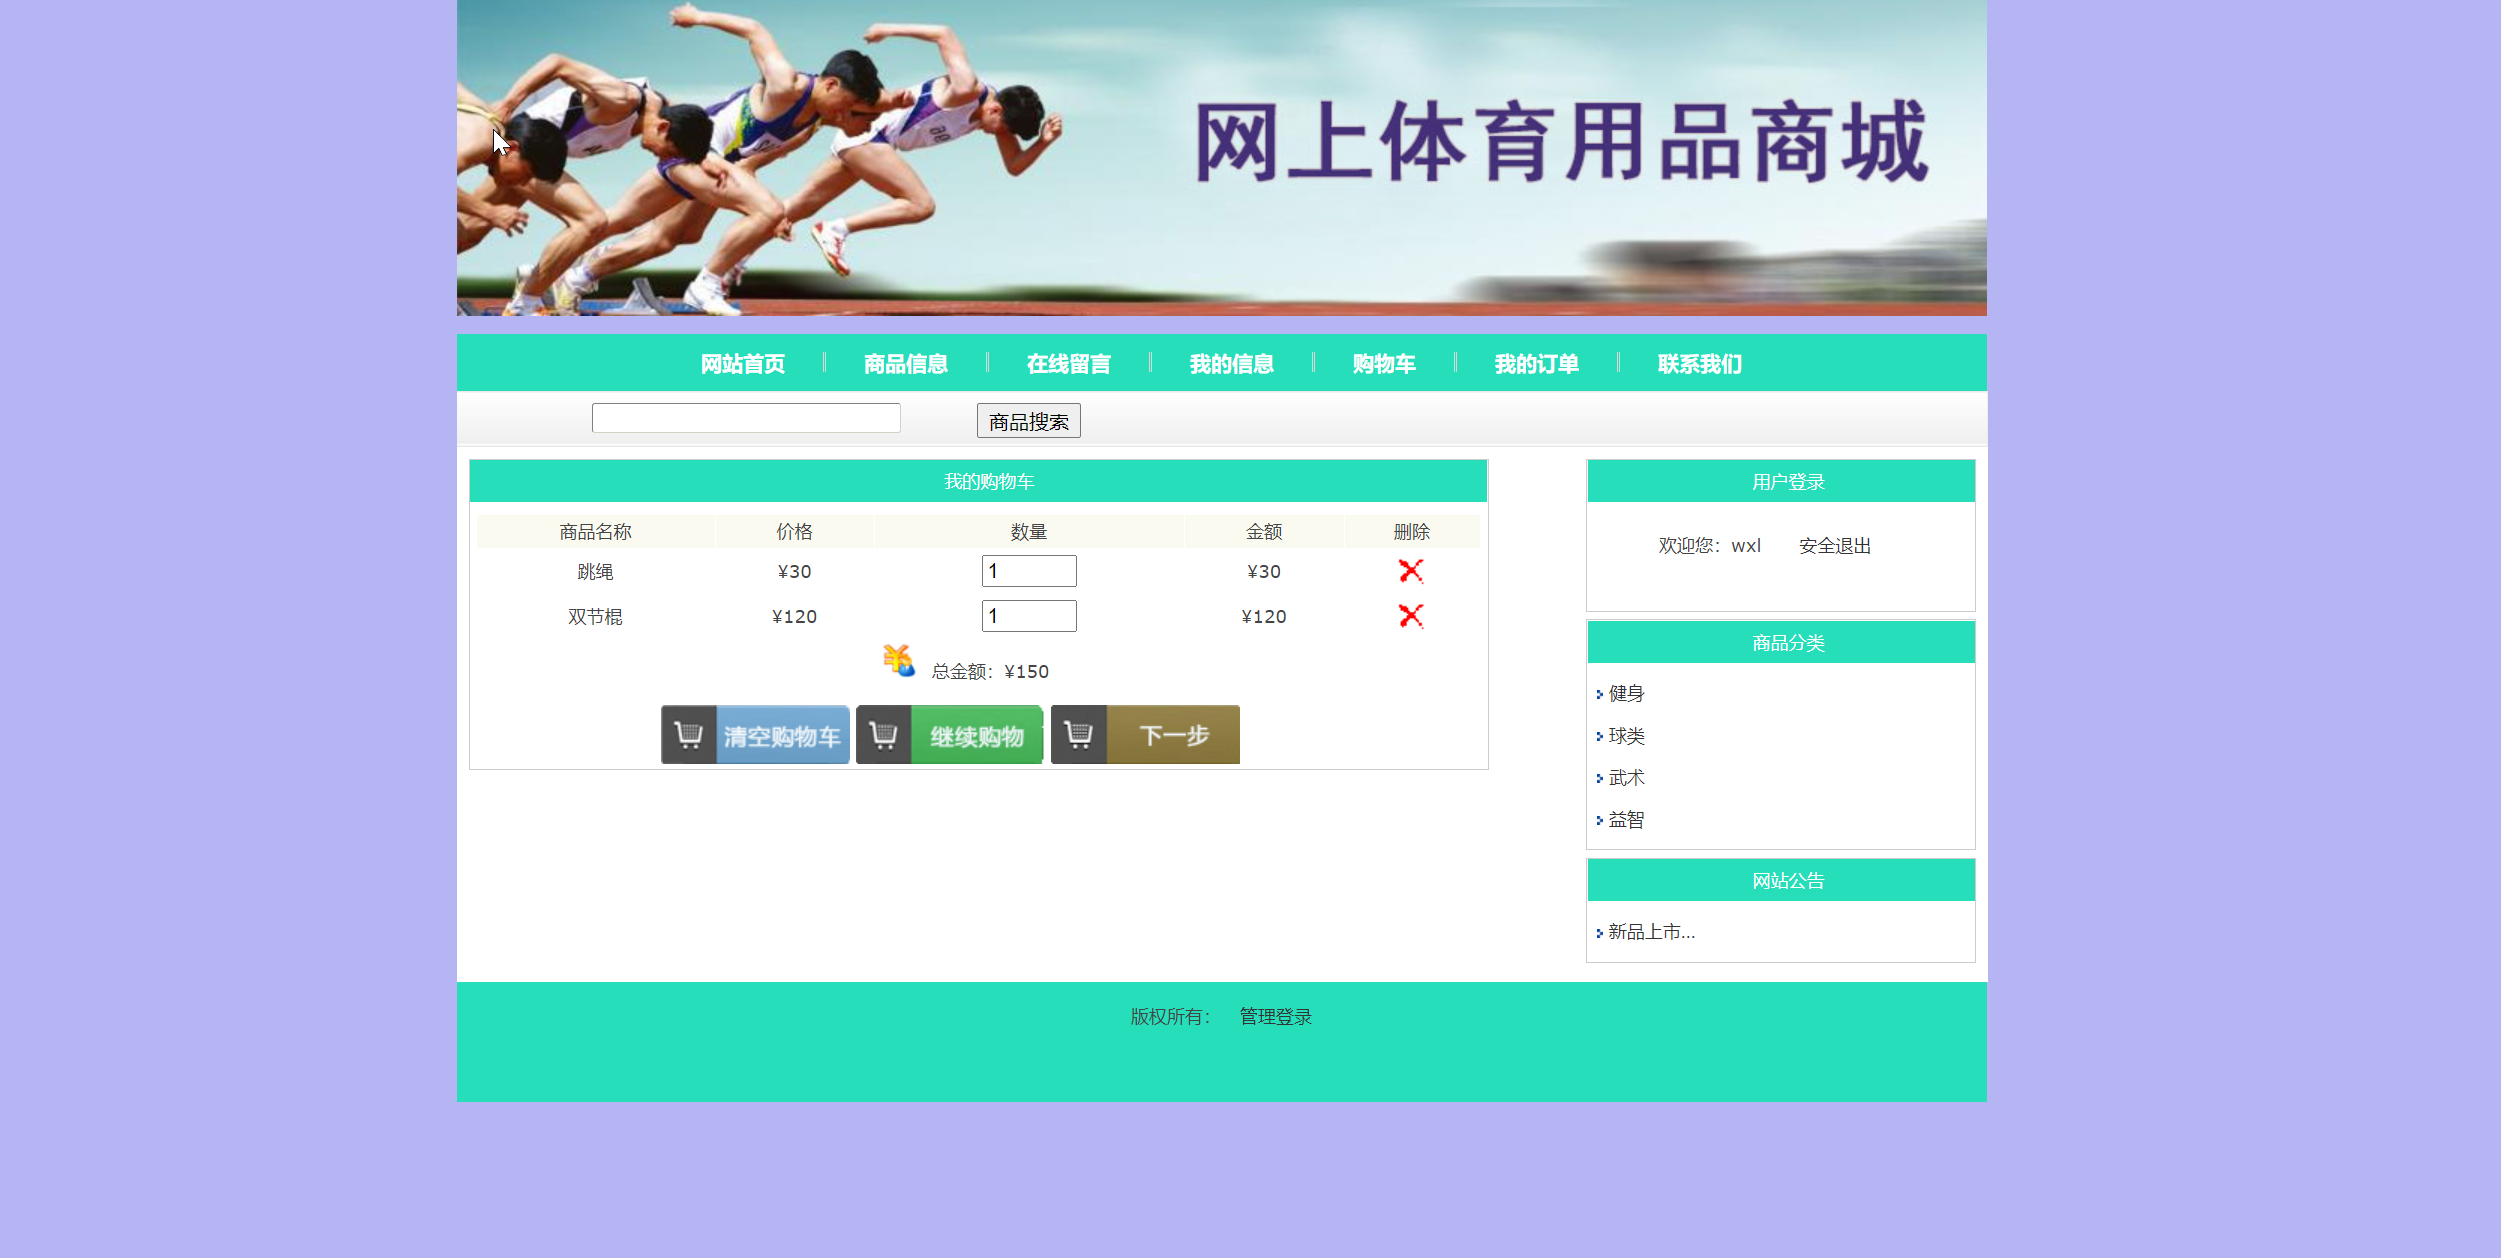 网上体育用品商城
网站首页 商品信息 在线留言 我的信息 购物车 我的订单 联系我们
商品搜索
我的购物车
商品名称 价格 数量 金额 删除
跳绳 ¥30 1 ¥30
双节棍 ¥120 1 ¥120
总金额：¥150
清空购物车 继续购物 下一步
用户登录
欢迎您：wxl 安全退出
商品分类
健身
球类
武术
益智
网站公告
新品上市...
版权所有： 管理登录